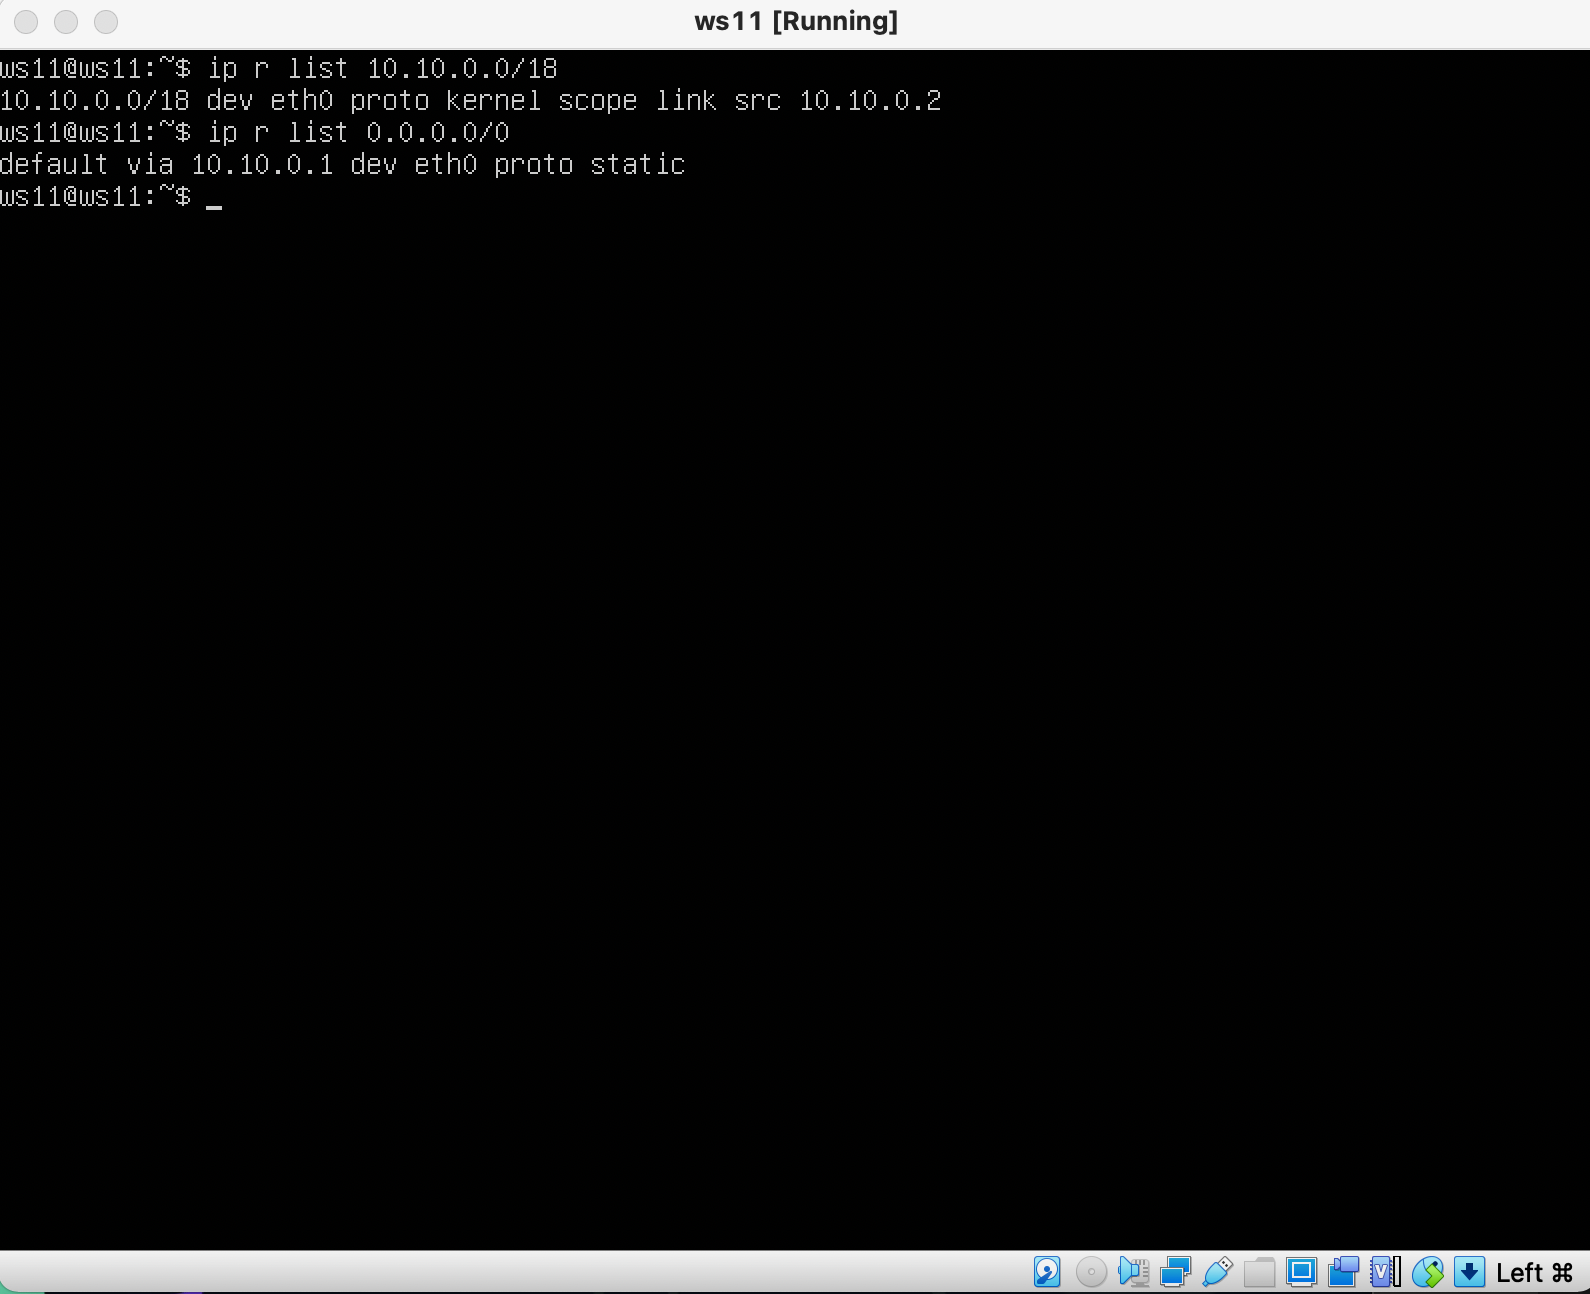 ws11 [Running]
ws11@ws11:~$ ip r list 10.10.0.0/18
10.10.0.0/18 dev eth0 proto kernel scope link src 10.10.0.2
ws11@ws11:~$ ip r list 0.0.0.0/0
default via 10.10.0.1 dev eth0 proto static
ws11@ws11:~$ _
Left ⌘